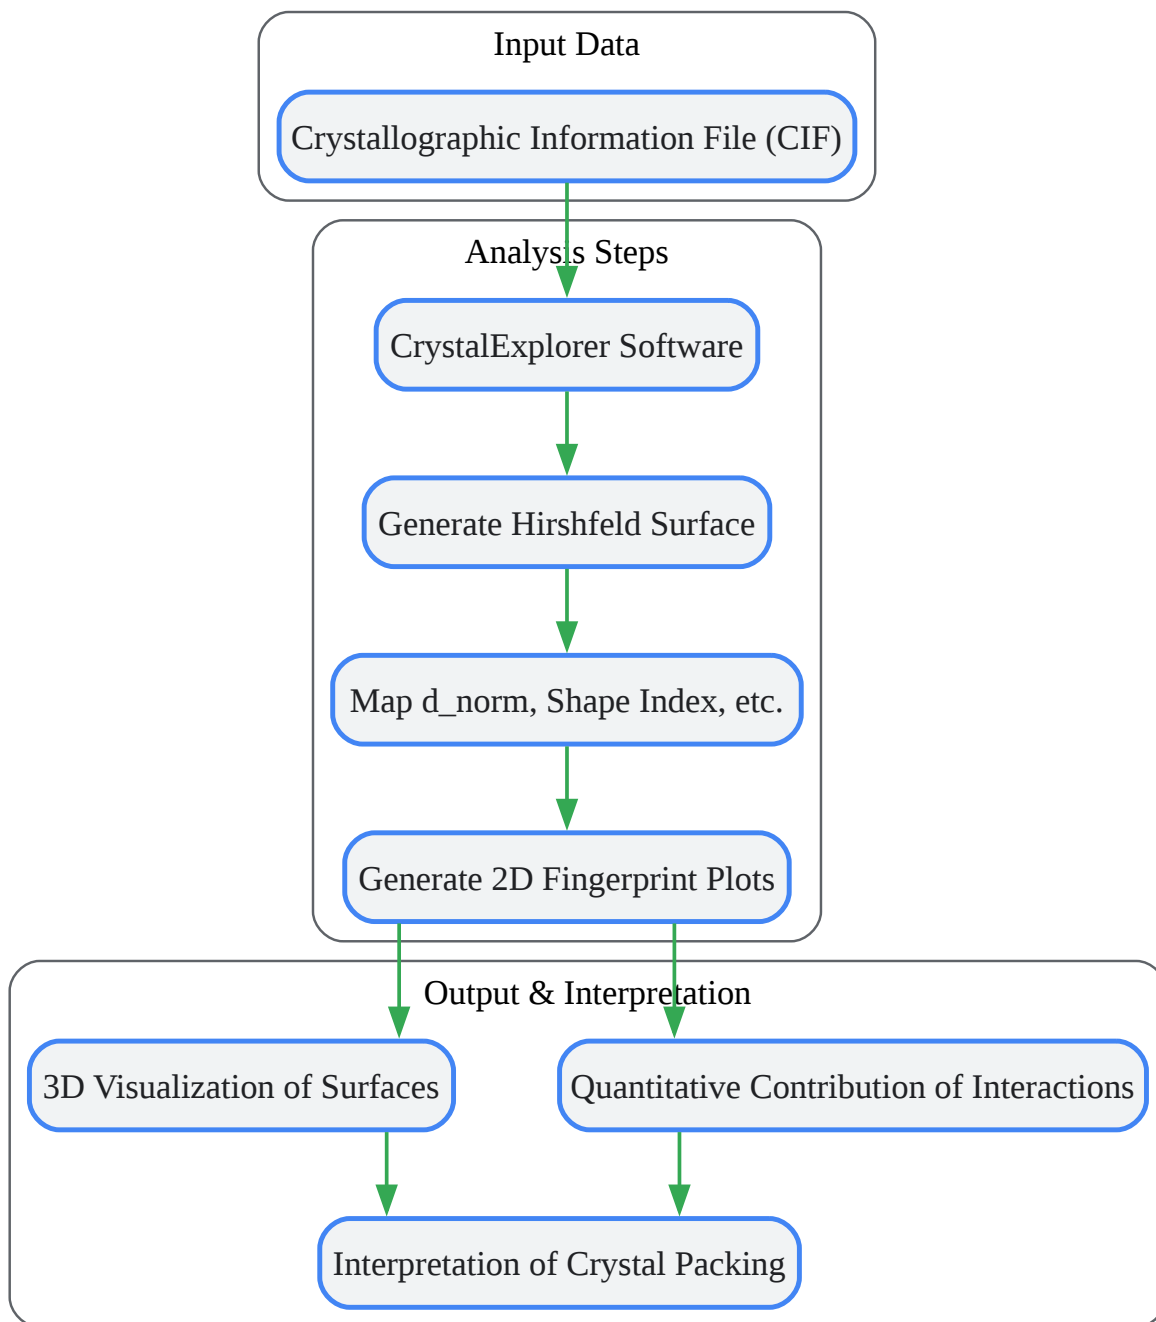 Input Data
Crystallographic Information File (CIF)
Analysis Steps
CrystalExplorer Software
Generate Hirshfeld Surface
Map d_norm, Shape Index, etc.
Generate 2D Fingerprint Plots
Output & Interpretation
3D Visualization of Surfaces
Quantitative Contribution of Interactions
Interpretation of Crystal Packing